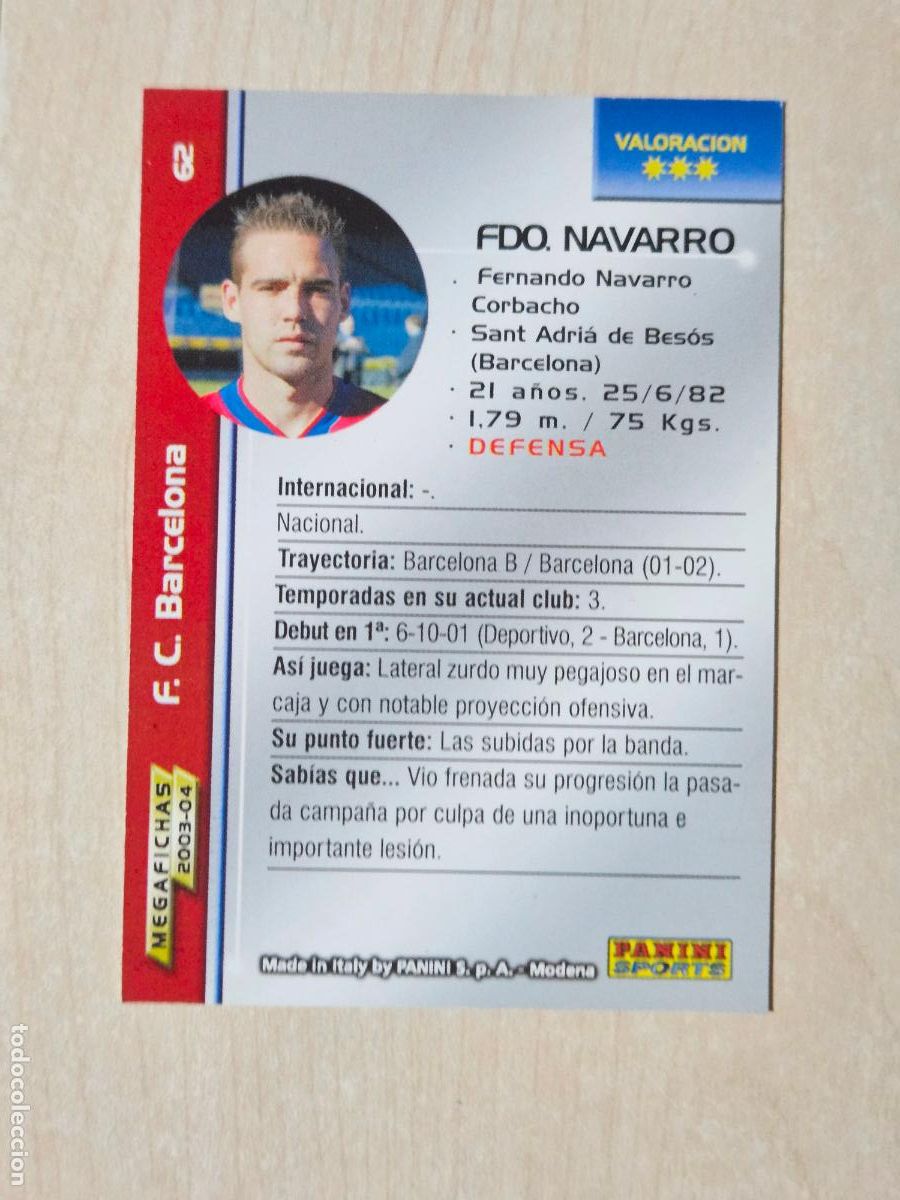 62
F. C. Barcelona
MEGAFICHAS
2003-04
VALORACION
FDO. NAVARRO
. Fernando Navarro
Corbacho
· Sant Adriá de Besós
(Barcelona)
· 21 años. 25/6/82
· 1,79 m. / 75 Kgs.
· DEFENSA
Internacional: -.
Nacional.
Trayectoria: Barcelona B / Barcelona (01-02).
Temporadas en su actual club: 3.
Debut en 1ª: 6-10-01 (Deportivo, 2 - Barcelona, 1).
Así juega: Lateral zurdo muy pegajoso en el mar-
caja y con notable proyección ofensiva.
Su punto fuerte: Las subidas por la banda.
Sabías que... Vio frenada su progresión la pasa-
da campaña por culpa de una inoportuna e
importante lesión.
Made in Italy by PANINI S. p. A. - Modena
PANINI
SPORTS
todocoleccion